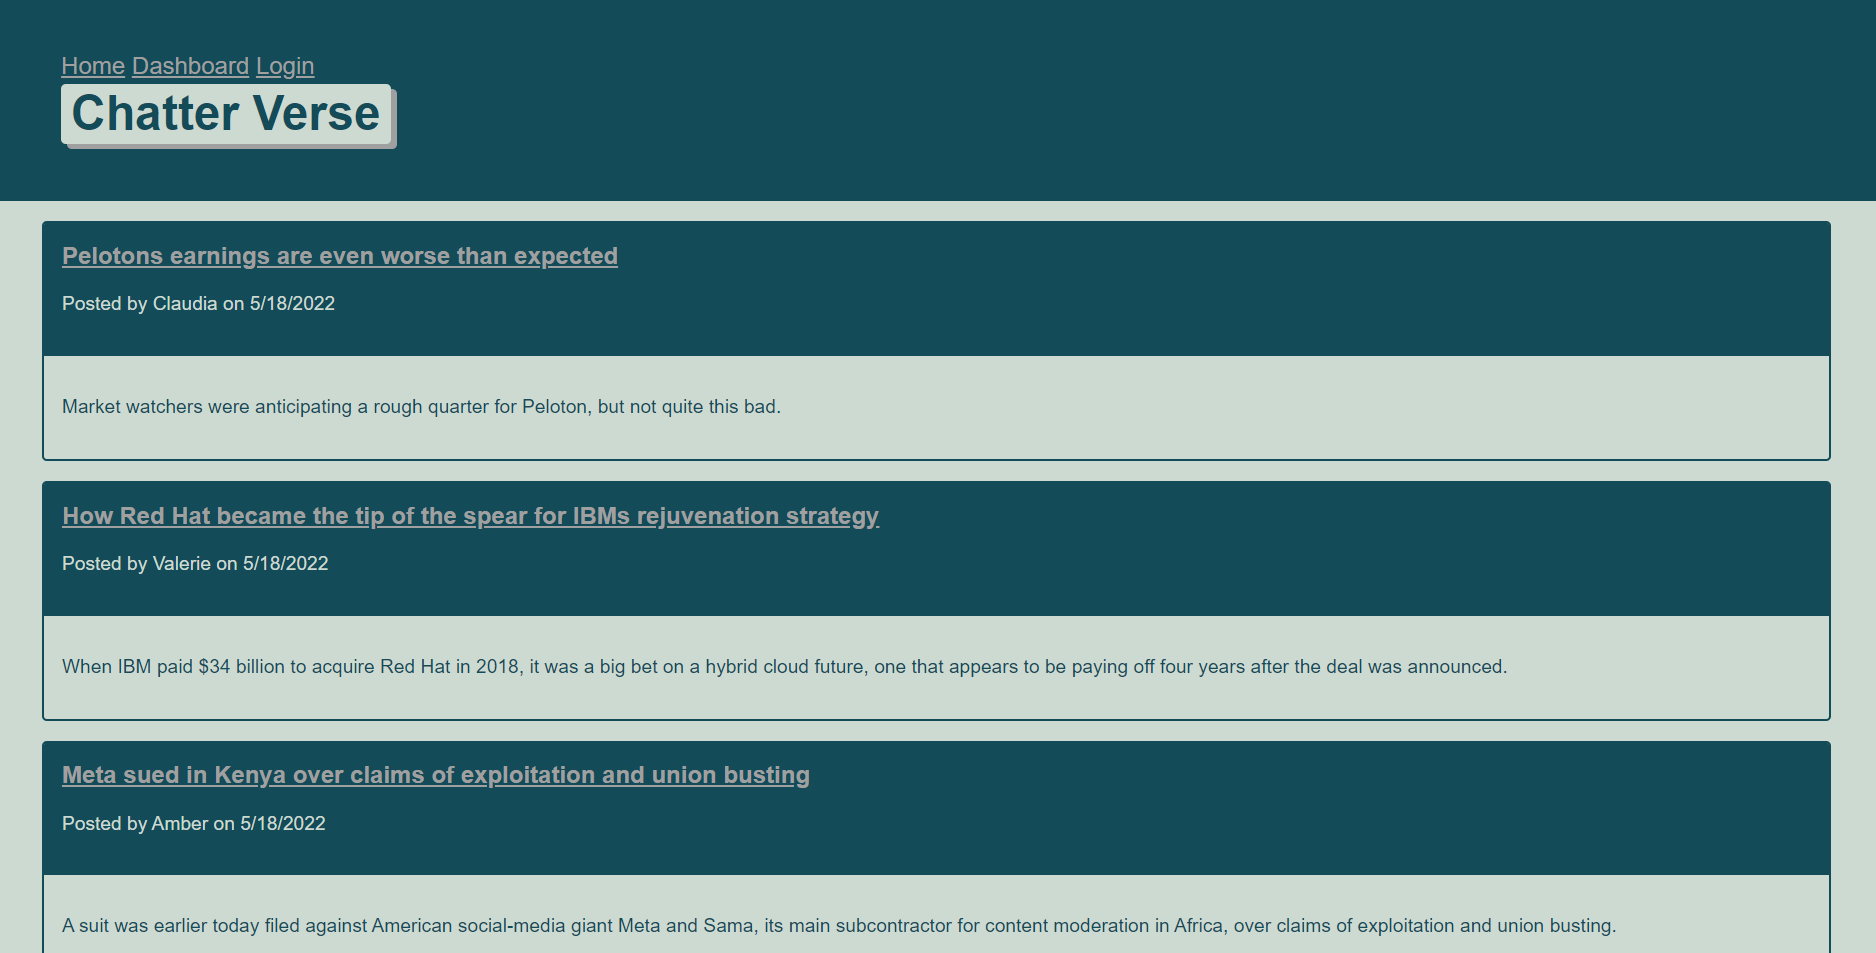 Home Dashboard Login
Chatter Verse
Pelotons earnings are even worse than expected
Posted by Claudia on 5/18/2022
Market watchers were anticipating a rough quarter for Peloton, but not quite this bad.
How Red Hat became the tip of the spear for IBMs rejuvenation strategy
Posted by Valerie on 5/18/2022
When IBM paid $34 billion to acquire Red Hat in 2018, it was a big bet on a hybrid cloud future, one that appears to be paying off four years after the deal was announced.
Meta sued in Kenya over claims of exploitation and union busting
Posted by Amber on 5/18/2022
A suit was earlier today filed against American social-media giant Meta and Sama, its main subcontractor for content moderation in Africa, over claims of exploitation and union busting.